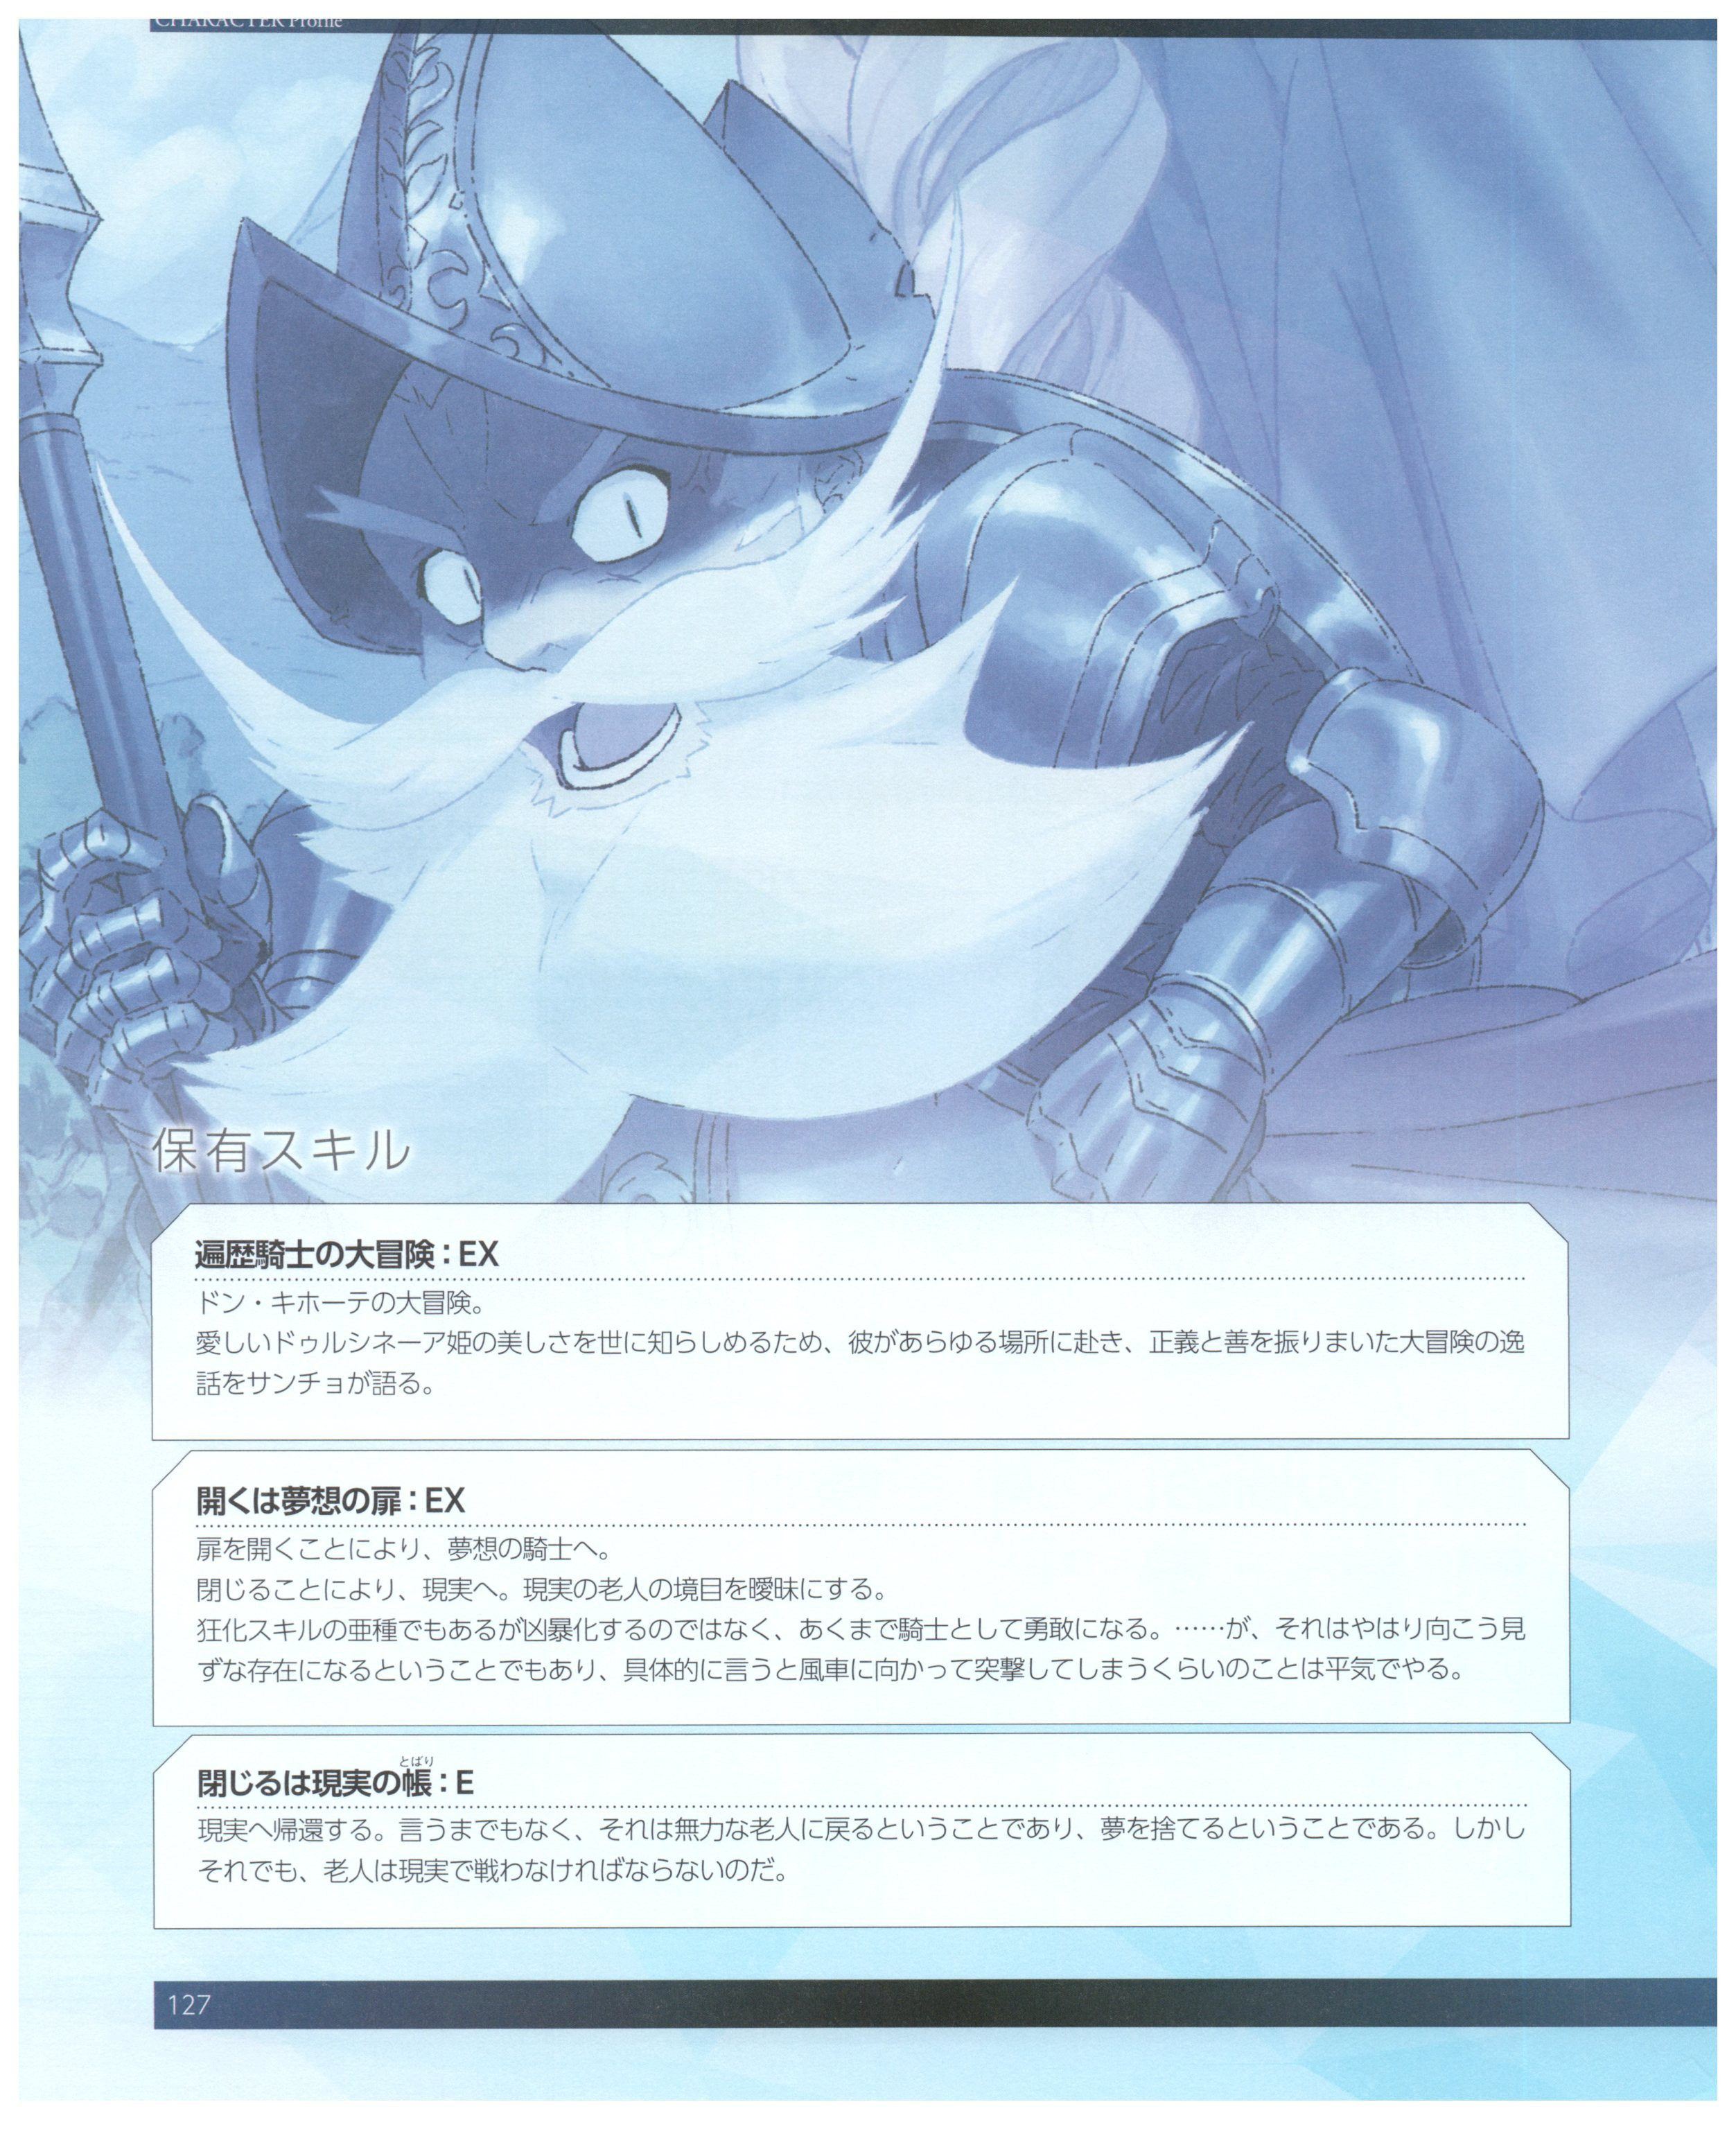 CHARACTER Profile
保有スキル
遍歴騎士の大冒険：EX
ドン・キホーテの大冒険。
愛しいドゥルシネーア姫の美しさを世に知らしめるため、彼があらゆる場所に赴き、正義と善を振りまいた大冒険の逸
話をサンチョが語る。
開くは夢想の扉：EX
扉を開くことにより、夢想の騎士へ。
閉じることにより、現実へ。現実の老人の境目を曖昧にする。
狂化スキルの亜種でもあるが凶暴化するのではなく、あくまで騎士として勇敢になる。……が、それはやはり向こう見
ずな存在になるということでもあり、具体的に言うと風車に向かって突撃してしまうくらいのことは平気でやる。
とばり
閉じるは現実の帳：E
現実へ帰還する。言うまでもなく、それは無力な老人に戻るということであり、夢を捨てるということである。しかし
それでも、老人は現実で戦わなければならないのだ。
127